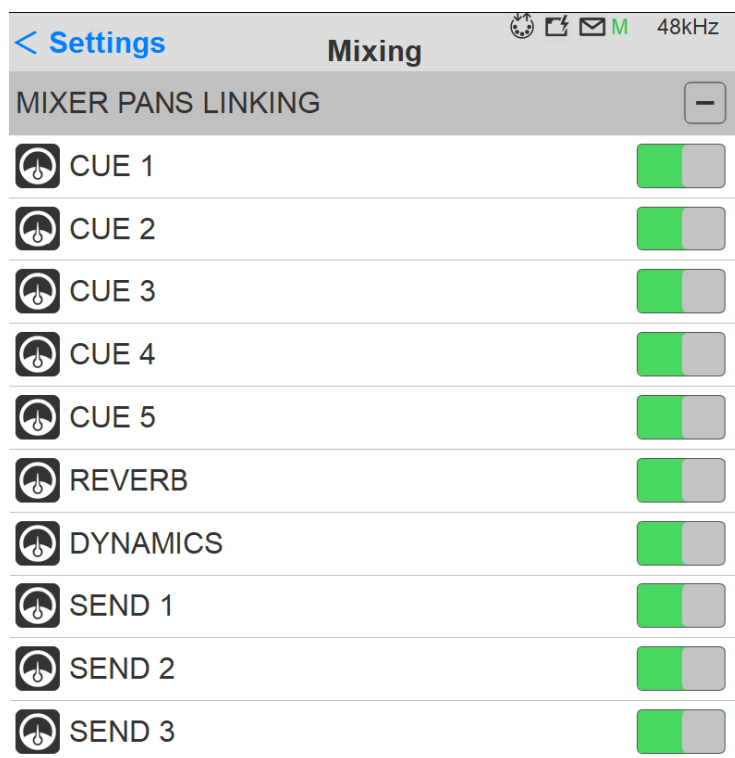 < Settings
Mixing
M 48kHz
MIXER PANS LINKING
CUE 1
CUE 2
CUE 3
CUE 4
CUE 5
REVERB
DYNAMICS
SEND 1
SEND 2
SEND 3